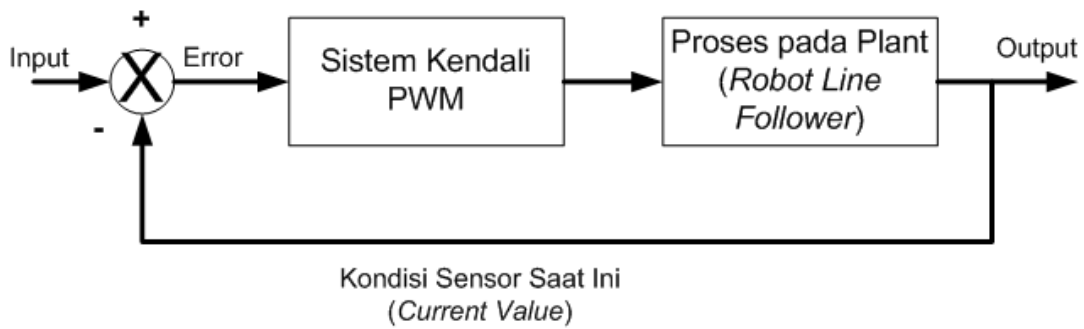 +
Input
X
Error
-
Sistem Kendali
PWM
Proses pada Plant
(Robot Line
Follower)
Output
Kondisi Sensor Saat Ini
(Current Value)